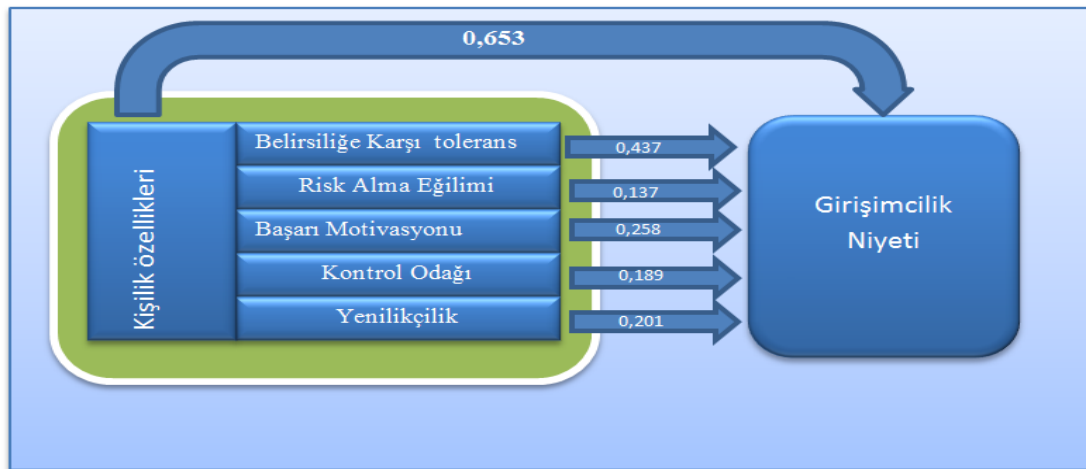 0,653
Kişilik özellikleri
Belirsiliğe Karşı tolerans
0,437
Risk Alma Eğilimi
0,137
Başarı Motivasyonu
0,258
Kontrol Odağı
0,189
Yenilikçilik
0,201
Girişimcilik
Niyeti